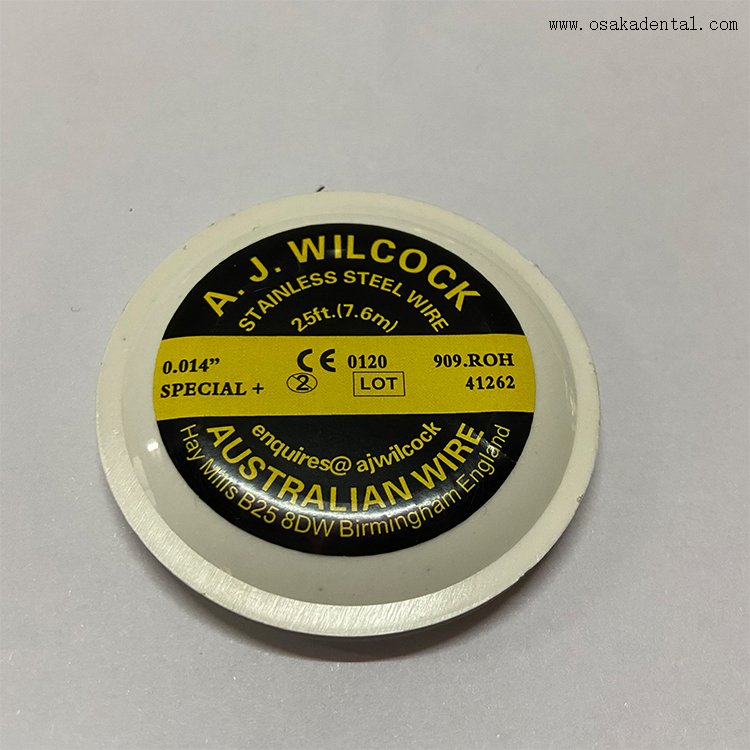 www.osakadental.com
A. J. WILCOCK
STAINLESS STEEL WIRE
25ft.(7.6m)
0.014” CE 0120 909.ROH
SPECIAL + 2 LOT 41262
enquires@ ajwilcock
AUSTRALIAN WIRE
Hay Mills B25 8DW Birmingham England